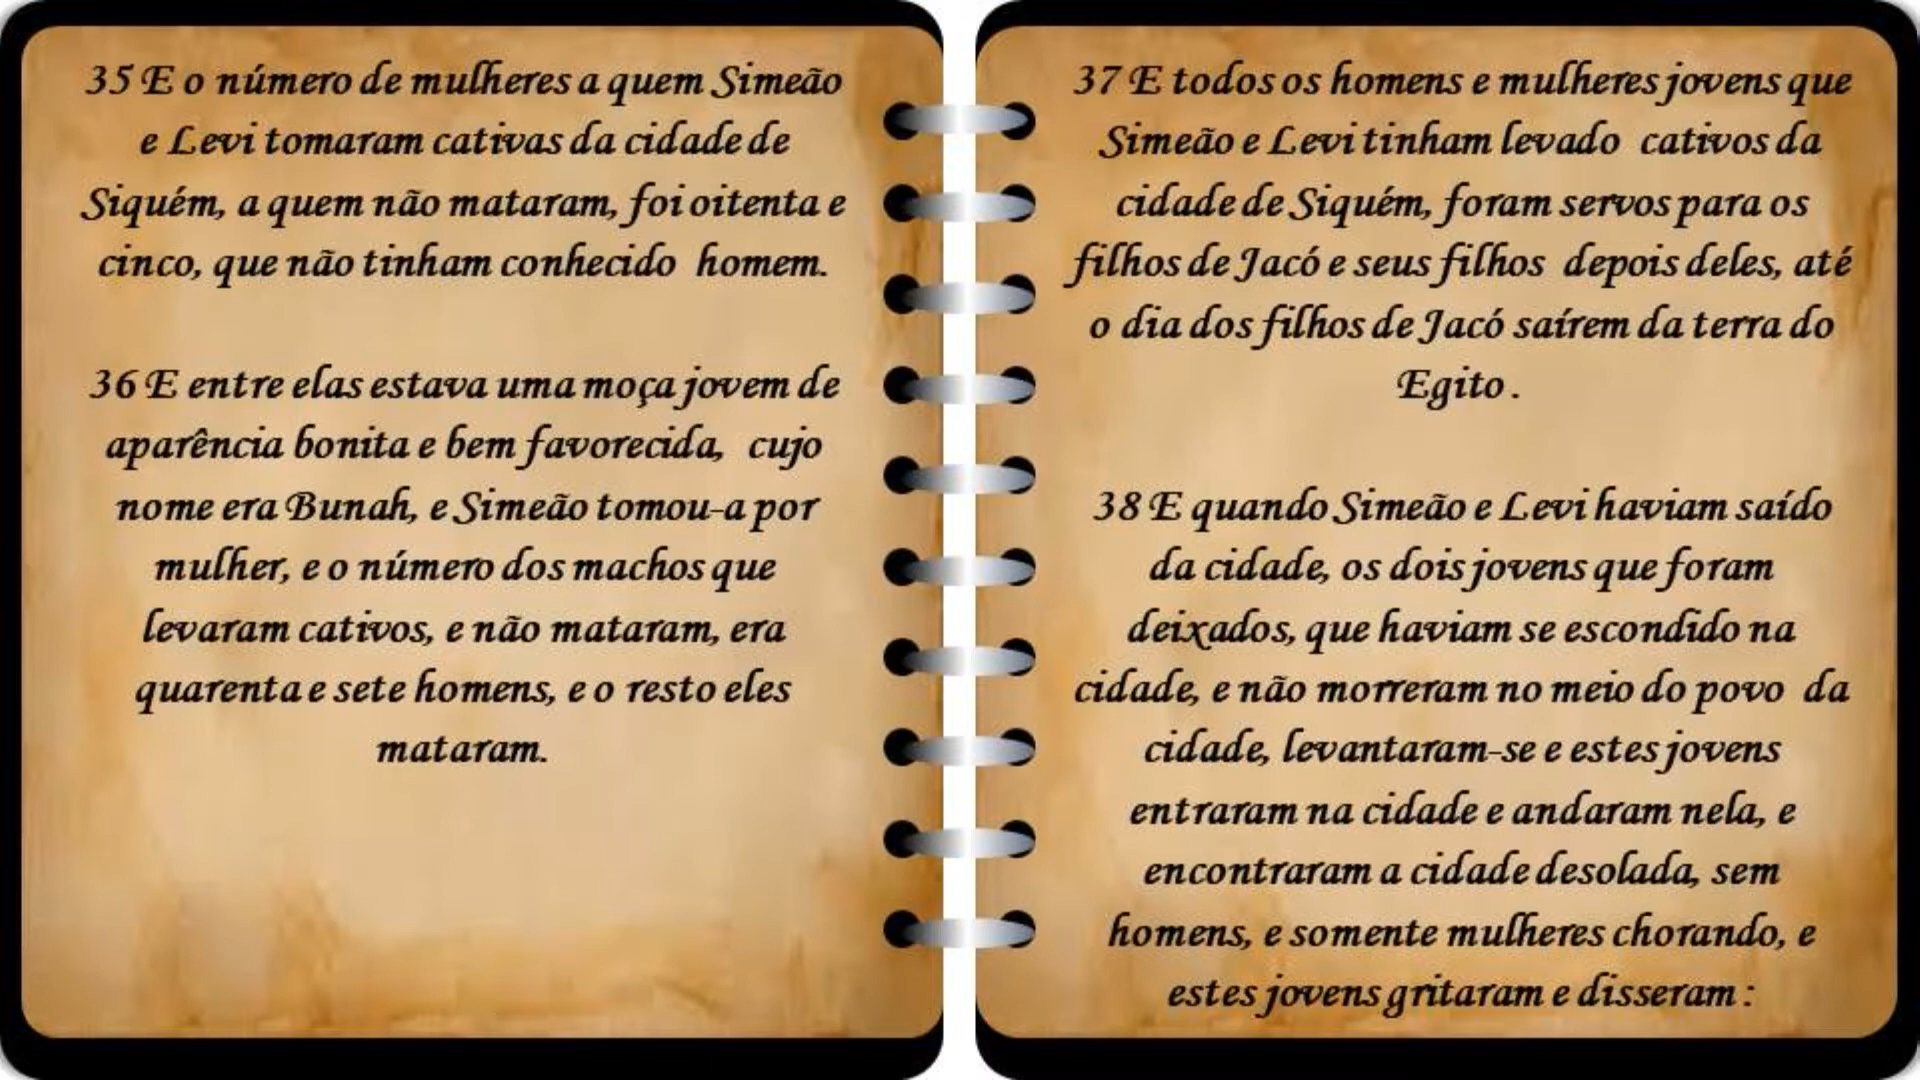 35 E o número de mulheres a quem Simeão
e Levi tomaram cativas da cidade de
Siquém, a quem não mataram, foi oitenta e
cinco, que não tinham conhecido homem.
36 E entre elas estava uma moça jovem de
aparência bonita e bem favorecida, cujo
nome era Bunah, e Simeão tomou-a por
mulher, e o número dos machos que
levaram cativos, e não mataram, era
quarenta e sete homens, e o resto eles
mataram.
37 E todos os homens e mulheres jovens que
Simeão e Levi tinham levado cativos da
cidade de Siquém, foram servos para os
filhos de Jacó e seus filhos depois deles, até
o dia dos filhos de Jacó saírem da terra do
Egito .
38 E quando Simeão e Levi haviam saído
da cidade, os dois jovens que foram
deixados, que haviam se escondido na
cidade, e não morreram no meio do povo da
cidade, levantaram-se e estes jovens
entraram na cidade e andaram nela, e
encontraram a cidade desolada, sem
homens, e somente mulheres chorando, e
estes jovens gritaram e disseram :